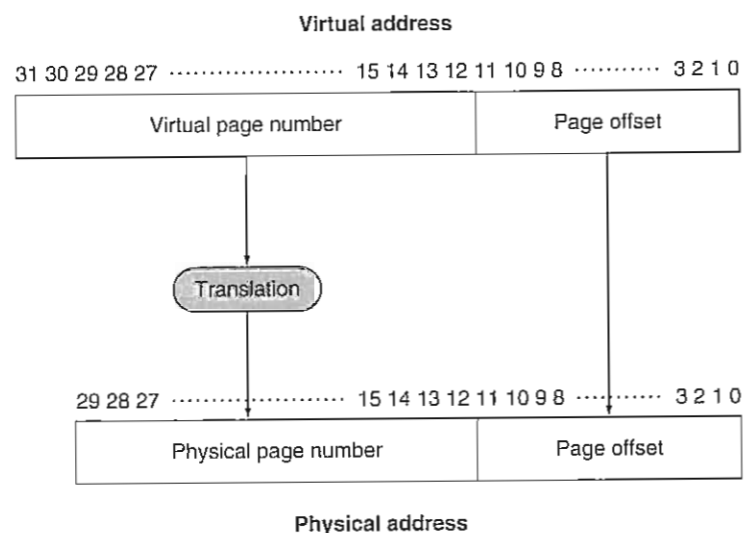 Virtual address
31 30 29 28 27 ..................... 15 14 13 12 11 10 9 8 .......... 3 2 1 0
Virtual page number Page offset
Translation
29 28 27 ..................... 15 14 13 12 11 10 9 8 .......... 3 2 1 0
Physical page number Page offset
Physical address